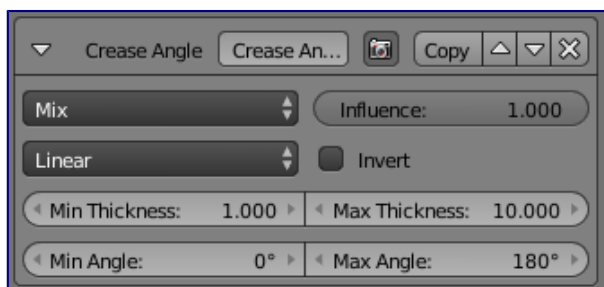 Crease Angle Crease An... Copy
Mix Influence: 1.000
Linear Invert
Min Thickness: 1.000 Max Thickness: 10.000
Min Angle: 0° Max Angle: 180°